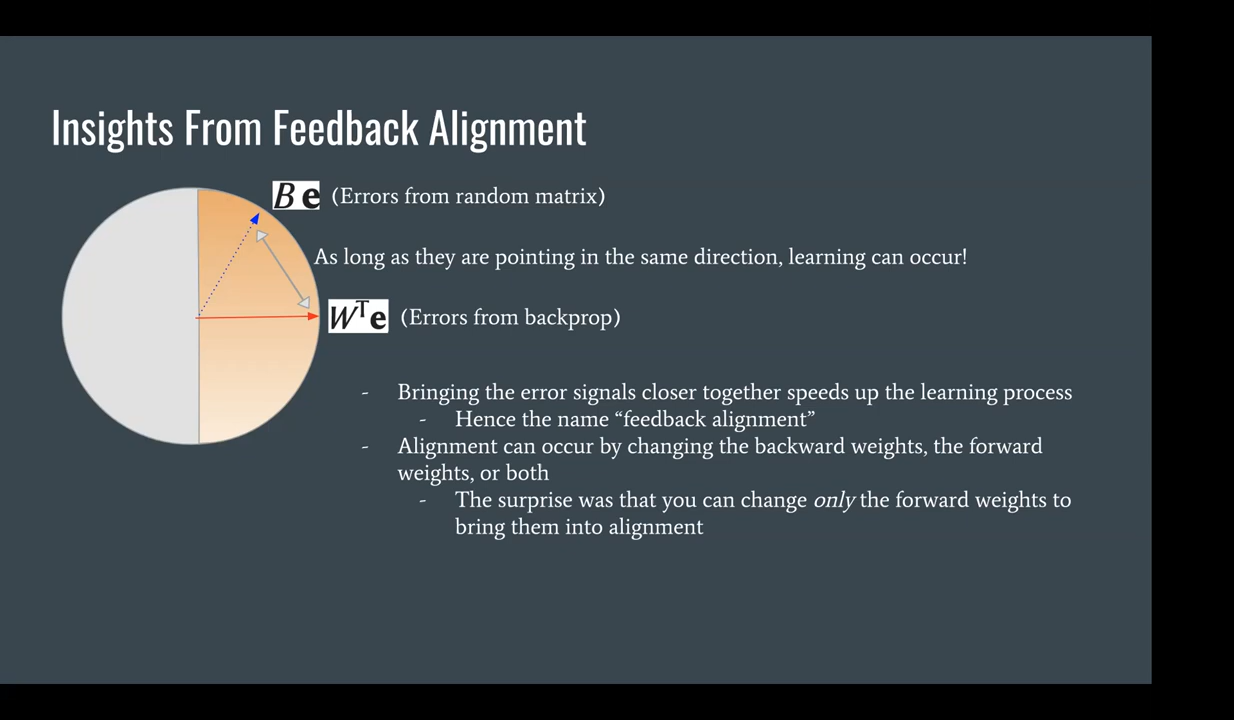 Insights From Feedback Alignment
B e (Errors from random matrix)
As long as they are pointing in the same direction, learning can occur!
Wᵀe (Errors from backprop)
- Bringing the error signals closer together speeds up the learning process
- Hence the name “feedback alignment”
- Alignment can occur by changing the backward weights, the forward
weights, or both
- The surprise was that you can change only the forward weights to
bring them into alignment